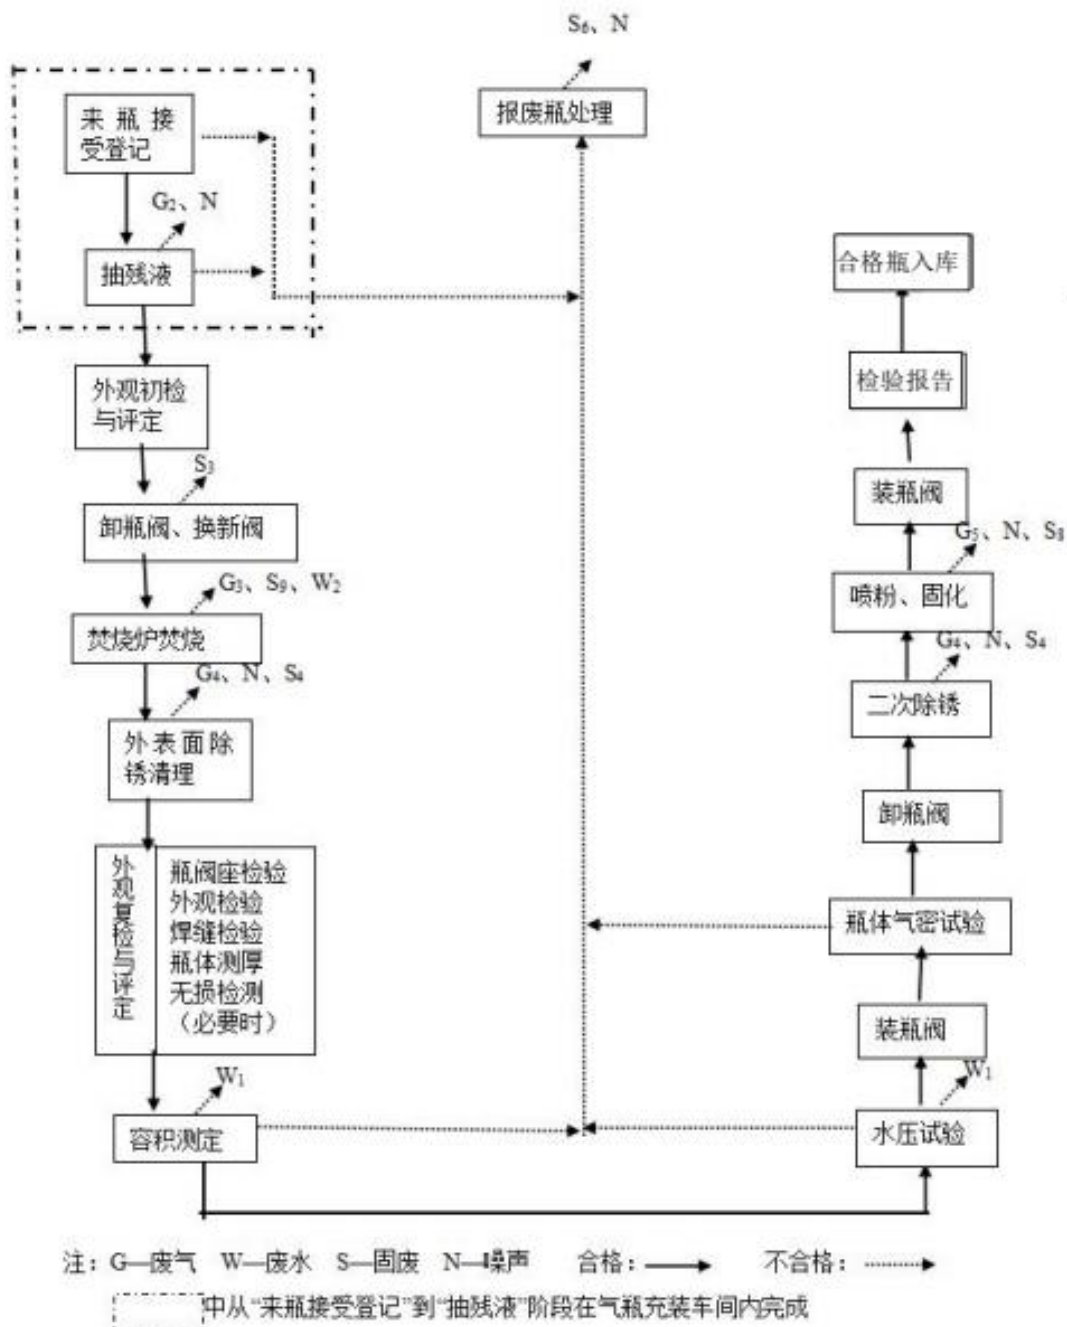 S₆、N
报废瓶处理
来瓶接
受登记
G₂、N
抽残液
外观初检
与评定
S₃
卸瓶阀、换新阀
G₃、S₉、W₂
焚烧炉焚烧
G₄、N、S₄
外表面除
锈清理
外观复检与评定
瓶阀座检验
外观检验
焊缝检验
瓶体测厚
无损检测
（必要时）
W₁
容积测定
合格瓶入库
检验报告
装瓶阀
G₅、N、S₈
喷粉、固化
G₄、N、S₄
二次除锈
卸瓶阀
瓶体气密试验
装瓶阀
W₁
水压试验
注：G—废气 W—废水 S—固废 N—噪声 合格： 不合格：
中从“来瓶接受登记”到“抽残液”阶段在气瓶充装车间内完成